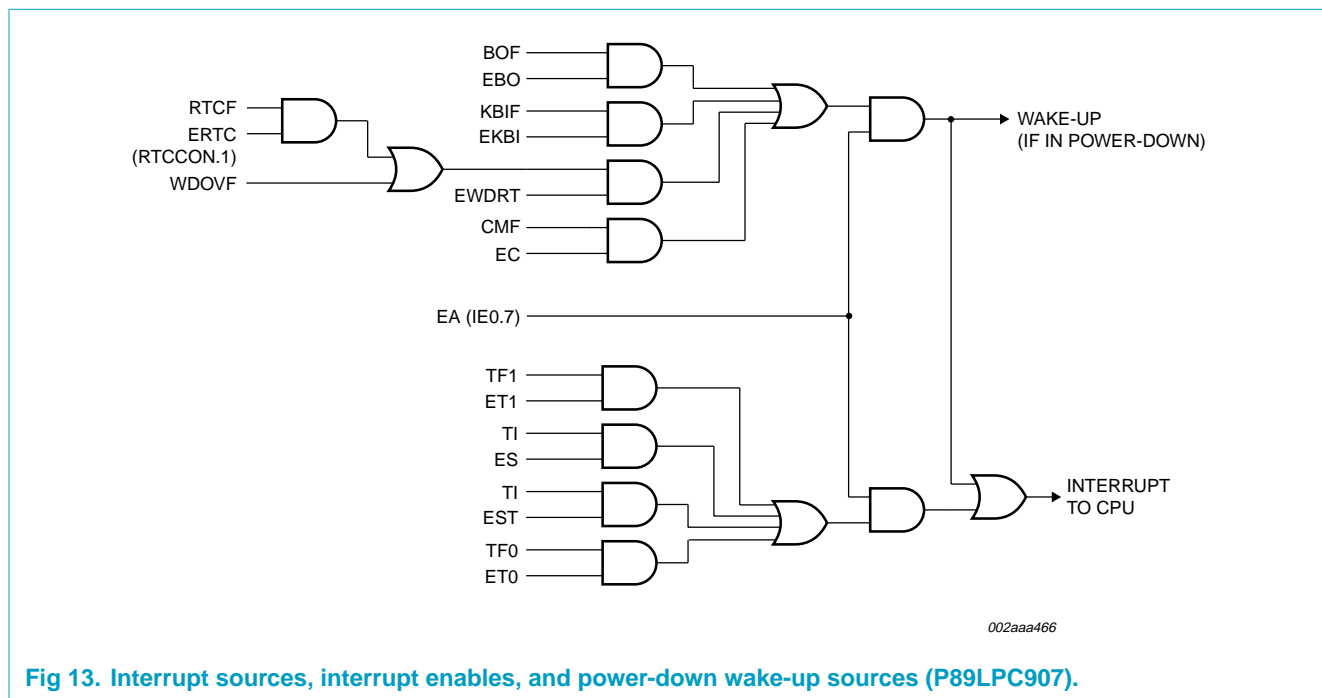 BOF
EBO
RTCF
ERTC
(RTCCON.1)
WDOVF
KBIF
EKBI
EWDRT
CMF
EC
WAKE-UP
(IF IN POWER-DOWN)
EA (IE0.7)
TF1
ET1
TI
ES
TI
EST
TF0
ET0
INTERRUPT
TO CPU
002aaa466
Fig 13. Interrupt sources, interrupt enables, and power-down wake-up sources (P89LPC907).